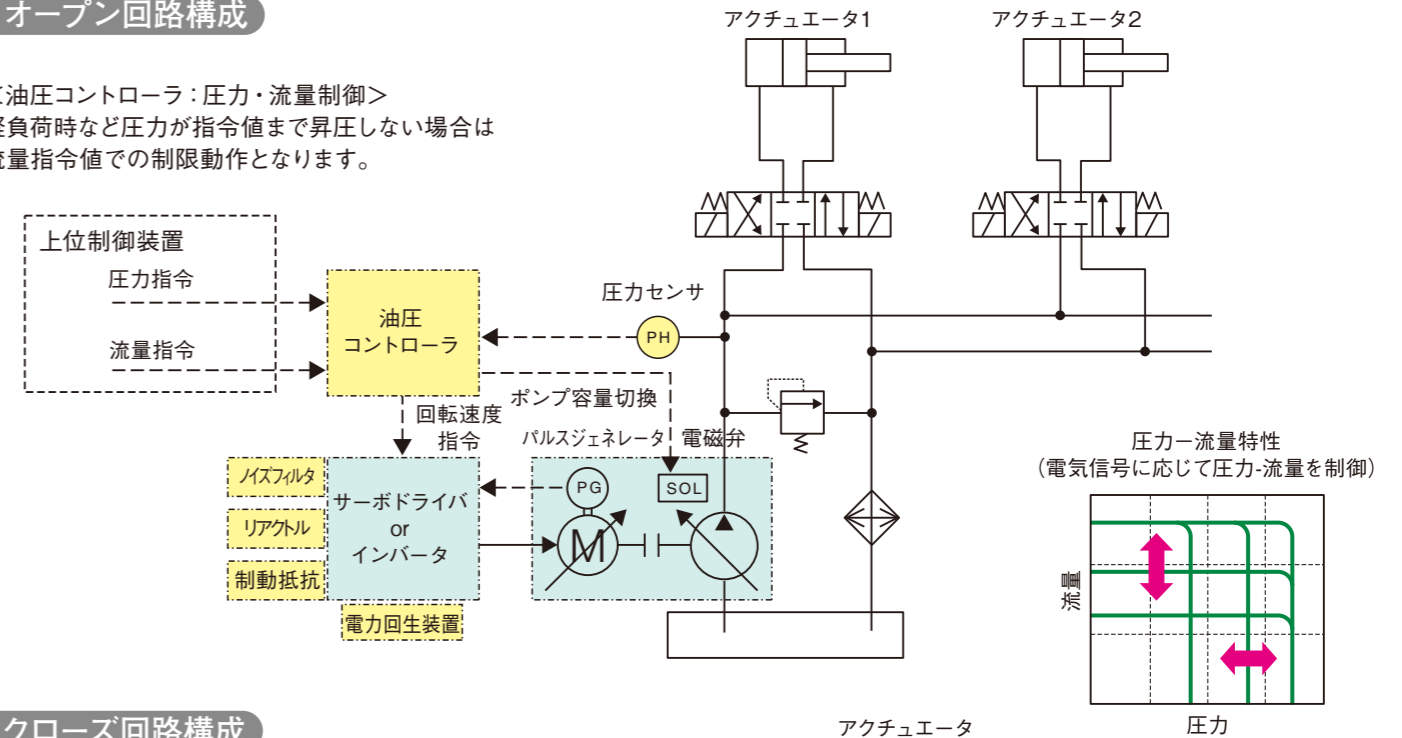 オープン回路構成
アクチュエータ1
アクチュエータ2
油圧コントローラ：圧力・流量制御＞
負荷時など圧力が指令値まで昇圧しない場合は
量指令値での制限動作となります。
上位制御装置
圧力指令
流量指令
油圧
コントローラ
圧力センサ
PH
回転速度
指令
ポンプ容量切換
パルスジェネレータ
電磁弁
ノイズフィルタ
リアクトル
制動抵抗
サーボドライバ
or
インバータ
電力回生装置
PG
SOL
M
圧力ー流量特性
（電気信号に応じて圧力-流量を制御）
流量
圧力
クローズ回路構成
アクチュエータ